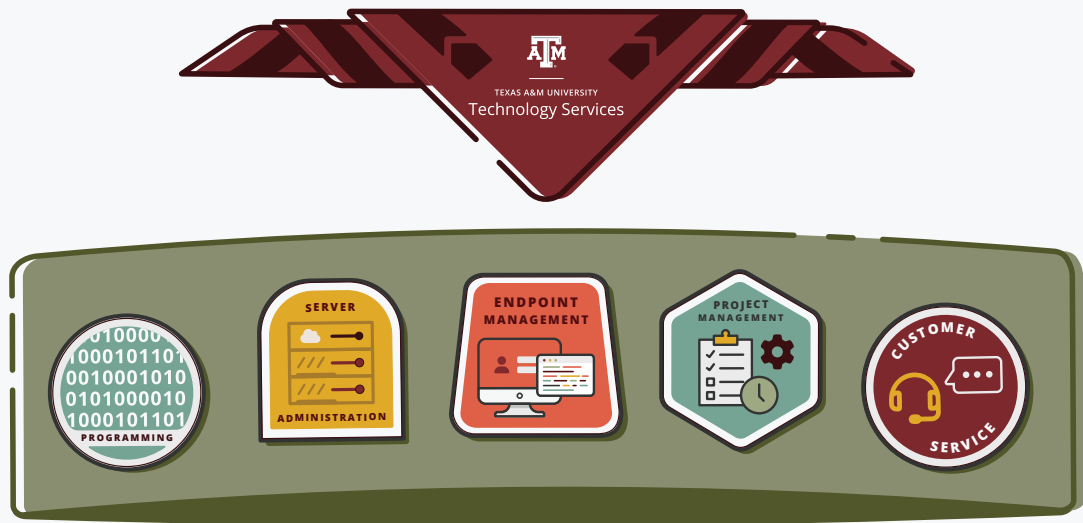 ATM
TEXAS A&M UNIVERSITY
Technology Services
010000
1000101101
0010001010
0101000010
1000101101
PROGRAMMING
SERVER
ADMINISTRATION
ENDPOINT
MANAGEMENT
PROJECT
MANAGEMENT
CUSTOMER
SERVICE